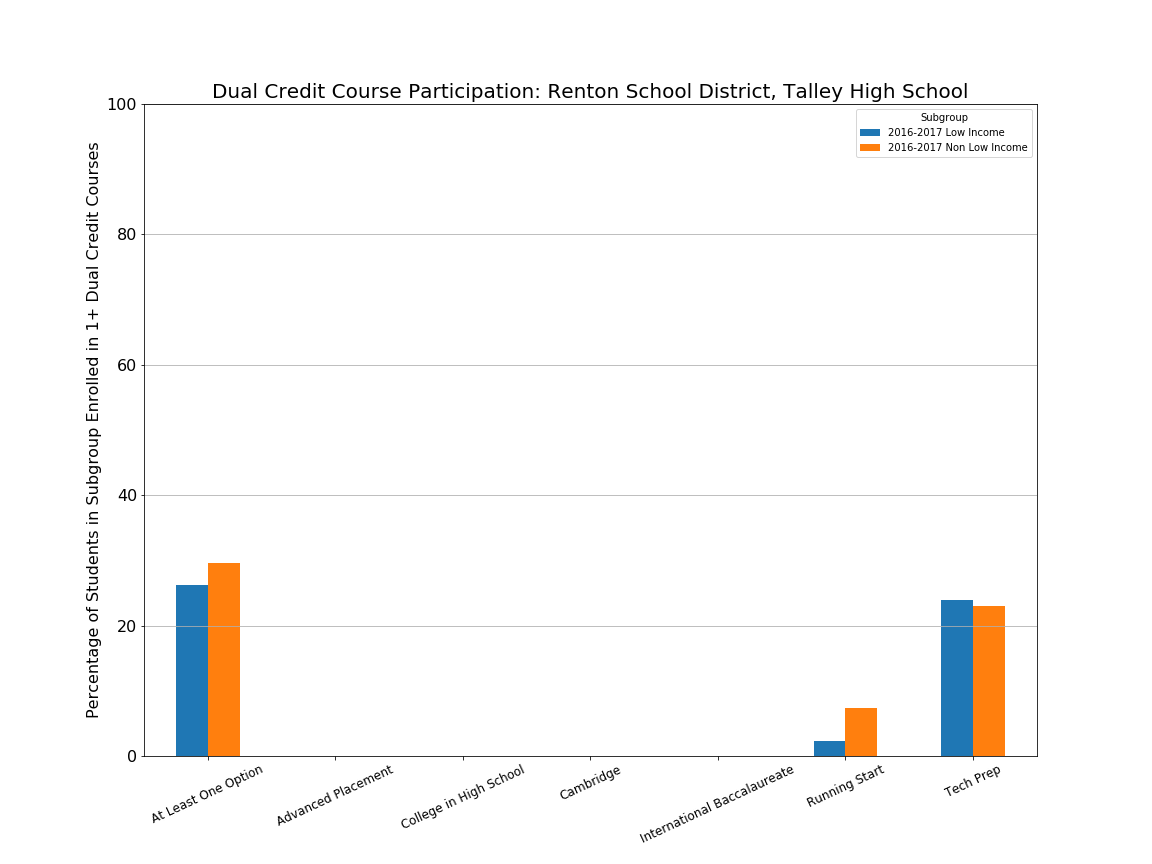 Dual Credit Course Participation: Renton School District, Talley High School
Percentage of Students in Subgroup Enrolled in 1+ Dual Credit Courses
100
80
60
40
20
0
Subgroup
2016-2017 Low Income
2016-2017 Non Low Income
At Least One Option
Advanced Placement
College in High School
Cambridge
International Baccalaureate
Running Start
Tech Prep